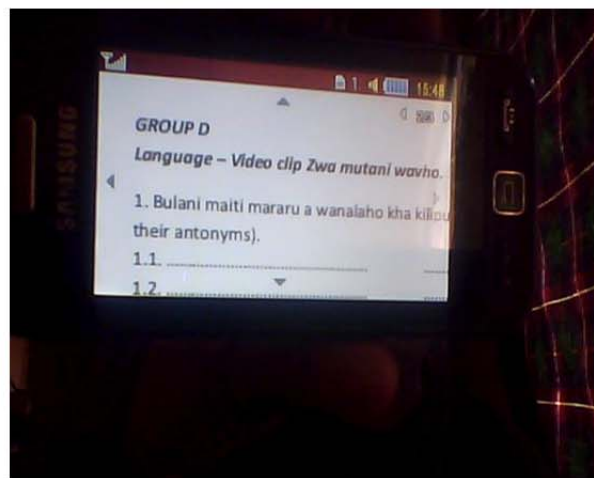 SAMSUNG
1 15:48
GROUP D
Language – Video clip Zwa mutani wavho.
1. Bulani maiti mararu a wanalaho kha kilipu
their antonyms).
1.1.
1.2.